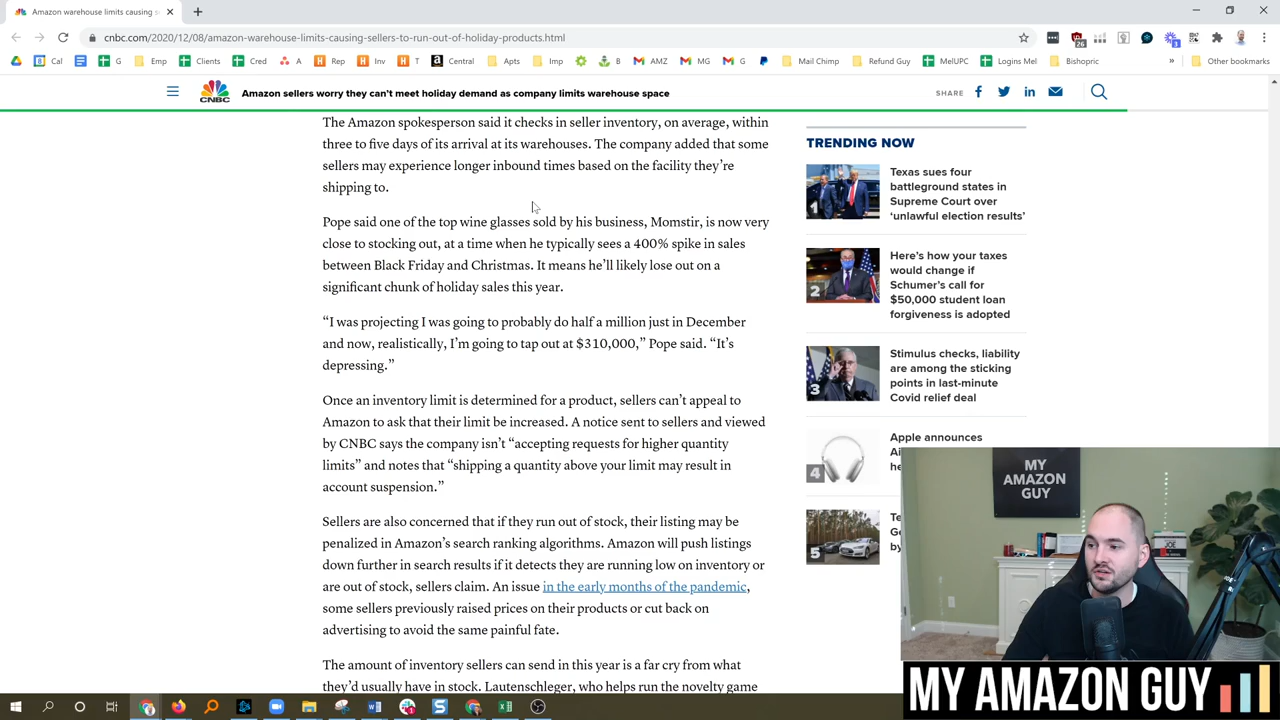 Amazon warehouse limits causing s
cnbc.com/2020/12/08/amazon-warehouse-limits-causing-sellers-to-run-out-of-holiday-products.html
26
Cal
G
Emp
Clients
Cred
A
Rep
Inv
T
Central
Apts
Imp
B
AMZ
MG
G
Mail Chimp
Refund Guy
MelUPC
Logins Mel
Bishopric
»
Other bookmarks
CNBC
Amazon sellers worry they can't meet holiday demand as company limits warehouse space
SHARE
The Amazon spokesperson said it checks in seller inventory, on average, within
three to five days of its arrival at its warehouses. The company added that some
sellers may experience longer inbound times based on the facility they're
shipping to.
Pope said one of the top wine glasses sold by his business, Momstir, is now very
close to stocking out, at a time when he typically sees a 400% spike in sales
between Black Friday and Christmas. It means he'll likely lose out on a
significant chunk of holiday sales this year.
“I was projecting I was going to probably do half a million just in December
and now, realistically, I'm going to tap out at $310,000,” Pope said. “It's
depressing.”
Once an inventory limit is determined for a product, sellers can't appeal to
Amazon to ask that their limit be increased. A notice sent to sellers and viewed
by CNBC says the company isn't “accepting requests for higher quantity
limits” and notes that “shipping a quantity above your limit may result in
account suspension.”
Sellers are also concerned that if they run out of stock, their listing may be
penalized in Amazon's search ranking algorithms. Amazon will push listings
down further in search results if it detects they are running low on inventory or
are out of stock, sellers claim. An issue in the early months of the pandemic,
some sellers previously raised prices on their products or cut back on
advertising to avoid the same painful fate.
The amount of inventory sellers can send in this year is a far cry from what
they'd usually have in stock. Lautenschleger, who helps run the novelty game
TRENDING NOW
1
Texas sues four
battleground states in
Supreme Court over
‘unlawful election results’
2
Here's how your taxes
would change if
Schumer's call for
$50,000 student loan
forgiveness is adopted
3
Stimulus checks, liability
are among the sticking
points in last-minute
Covid relief deal
4
Apple announces
Ai
he
5
Te
Ge
by
MY
AMAZON
GUY
JOE
MY AMAZON GUY